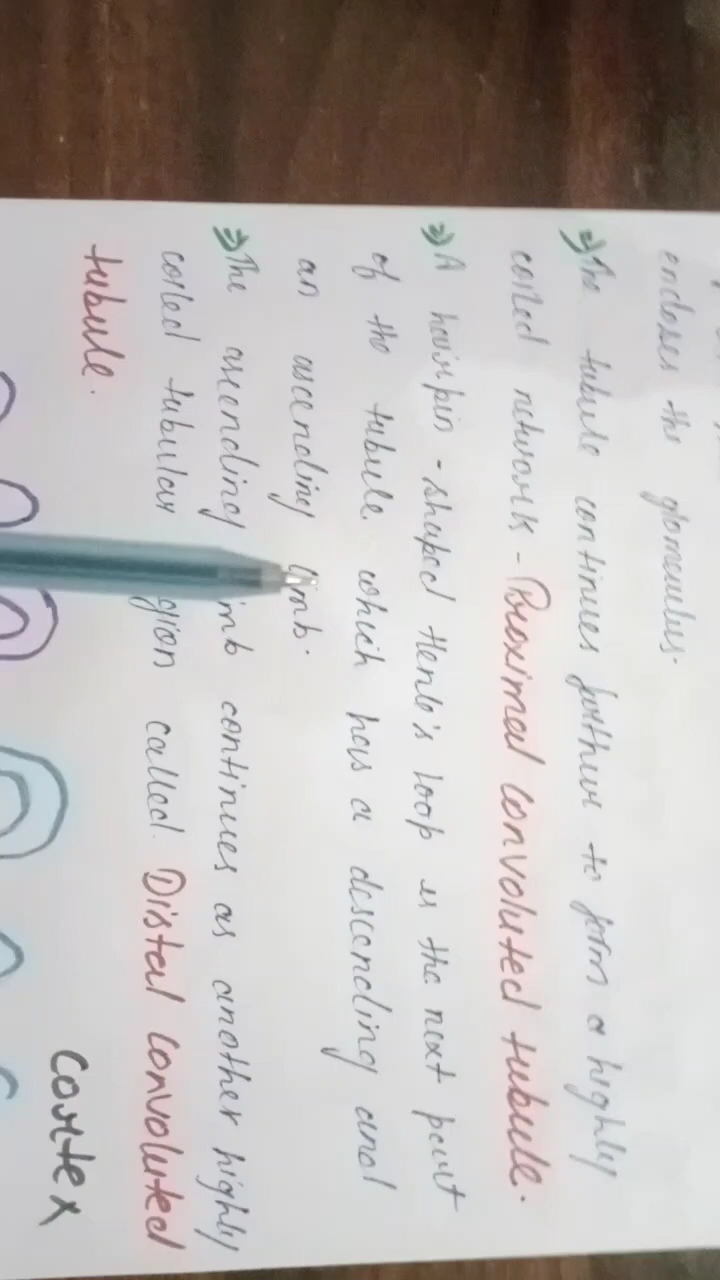 encloses the glomerulus.
⇒ The tubule continues further to form a highly
coiled network - Proximal convoluted tubule.
⇒ A hairpin - shaped Henle's loop is the next part
of the tubule which has a descending and
an ascending limb.
⇒ The ascending limb continues as another highly
coiled tubular called Distal convoluted
tubule.
Cortex